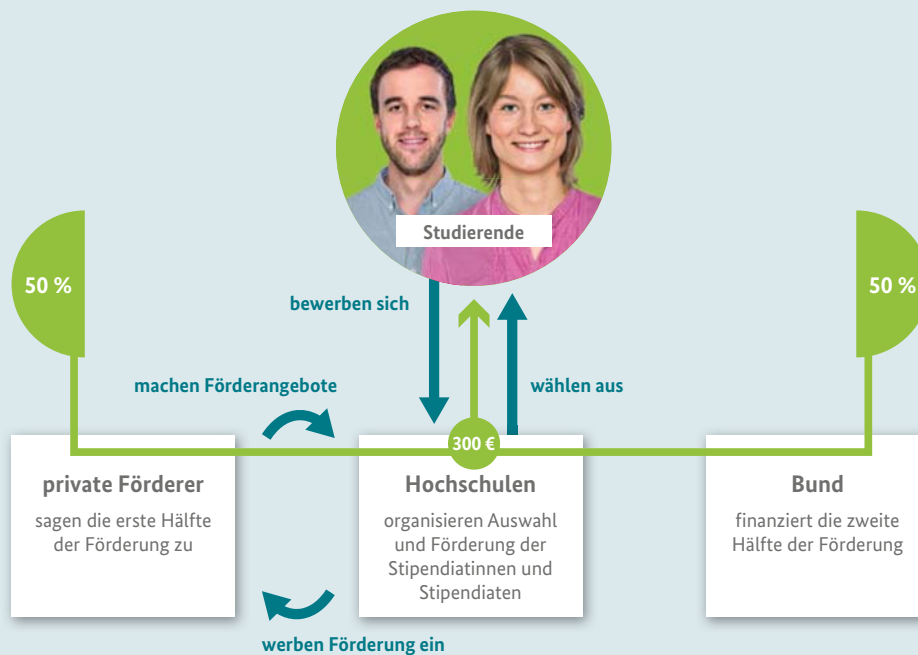 Studierende
50 %
50 %
bewerben sich
machen Förderangebote
wählen aus
300 €
private Förderer
sagen die erste Hälfte
der Förderung zu
Hochschulen
organisieren Auswahl
und Förderung der
Stipendiatinnen und
Stipendiaten
Bund
finanziert die zweite
Hälfte der Förderung
werben Förderung ein